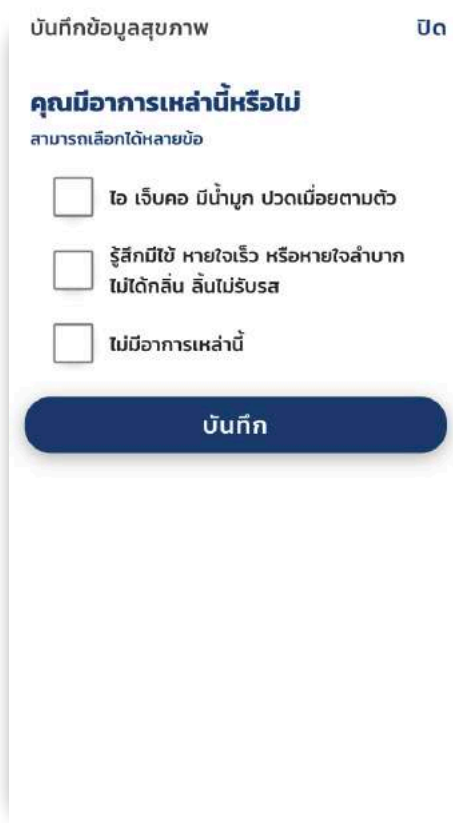 บันทึกข้อมูลสุขภาพ ปิด
คุณมีอาการเหล่านี้หรือไม่
สามารถเลือกได้หลายข้อ
ไอ เจ็บคอ มีน้ำมูก ปวดเมื่อยตามตัว
รู้สึกมีไข้ หายใจเร็ว หรือหายใจลำบาก
ไม่ได้กลิ่น ลิ้นไม่รับรส
ไม่มีอาการเหล่านี้
บันทึก